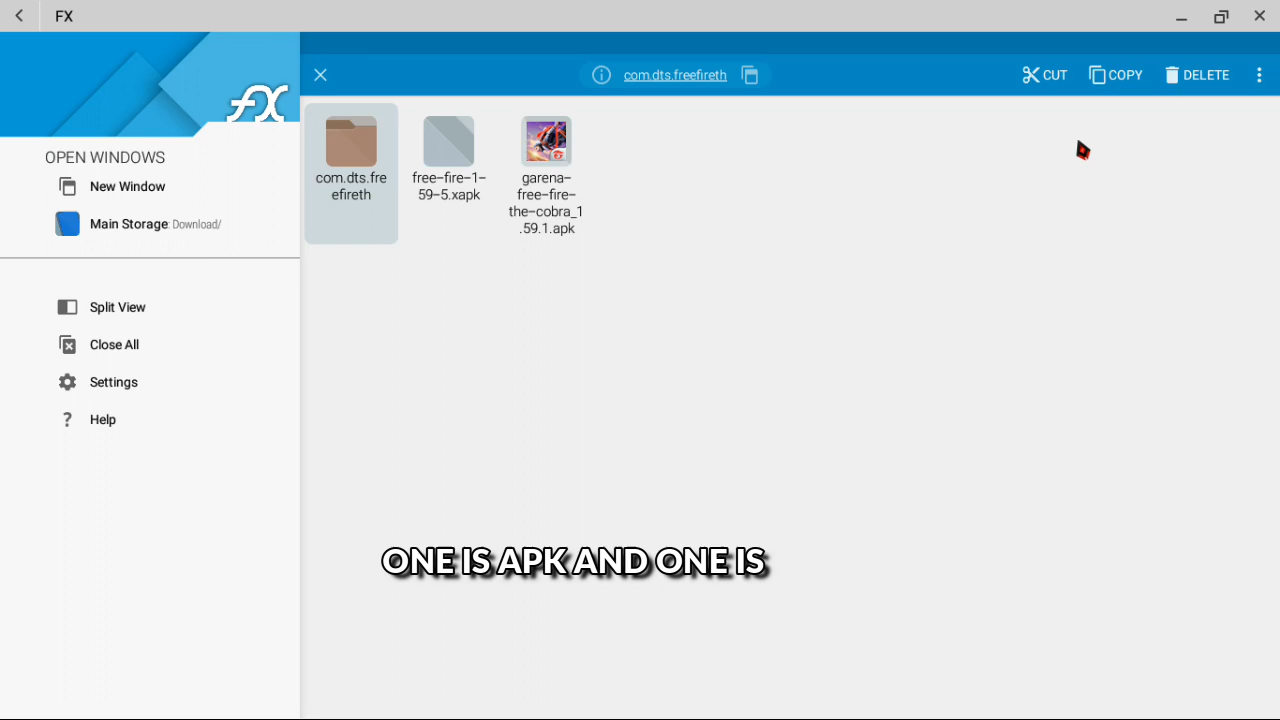 FX
com.dts.freefireth
CUT
COPY
DELETE
FX
OPEN WINDOWS
New Window
Main Storage: Download/
Split View
Close All
Settings
? Help
com.dts.fre
efireth
free-fire-1-
59-5.xapk
garena-
free-fire-
the-cobra_1
.59.1.apk
ONE IS APK AND ONE IS